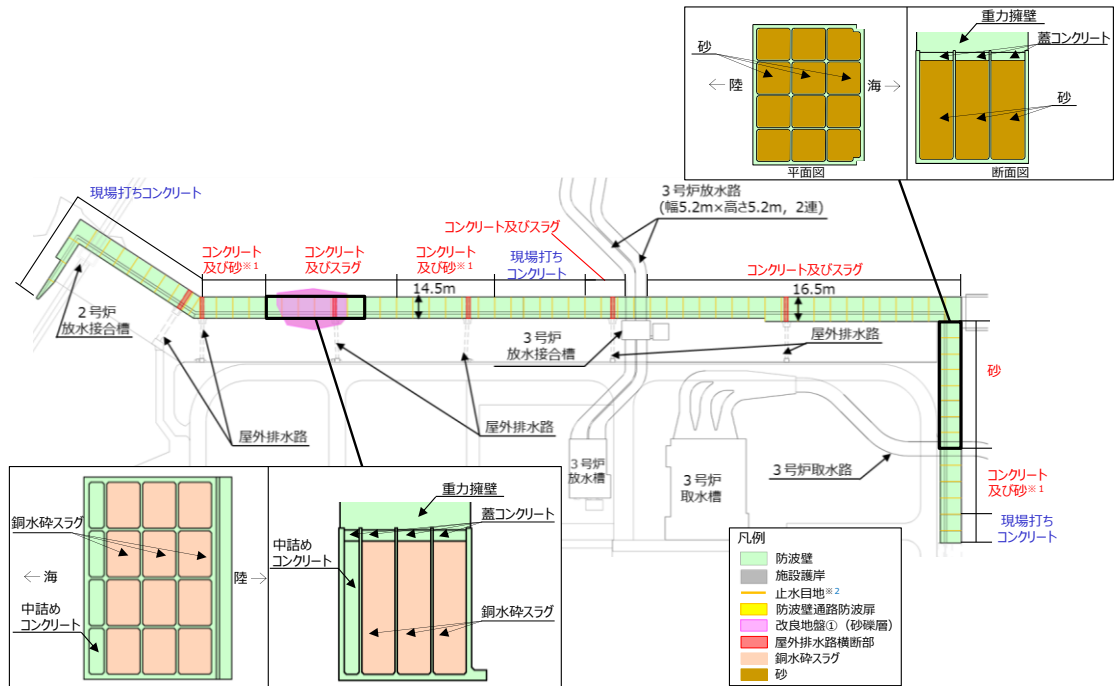 重力擁壁
蓋コンクリート
砂
← 陸
海 →
砂
平面図
断面図
現場打ちコンクリート
3号炉放水路
(幅5.2m×高さ5.2m，2連)
コンクリート
及び砂※1
コンクリート
及びスラグ
コンクリート
及び砂※1
コンクリート及びスラグ
現場打ち
コンクリート
コンクリート及びスラグ
14.5m
16.5m
2号炉
放水接合槽
3号炉
放水接合槽
屋外排水路
砂
屋外排水路
屋外排水路
3号炉
放水槽
3号炉
取水槽
3号炉取水路
コンクリート
及び砂※1
現場打ち
コンクリート
銅水砕スラグ
← 海
陸 →
中詰め
コンクリート
重力擁壁
蓋コンクリート
中詰め
コンクリート
銅水砕スラグ
凡例
防波壁
施設護岸
止水目地※2
防波壁通路防波扉
改良地盤①（砂礫層）
屋外排水路横断部
銅水砕スラグ
砂